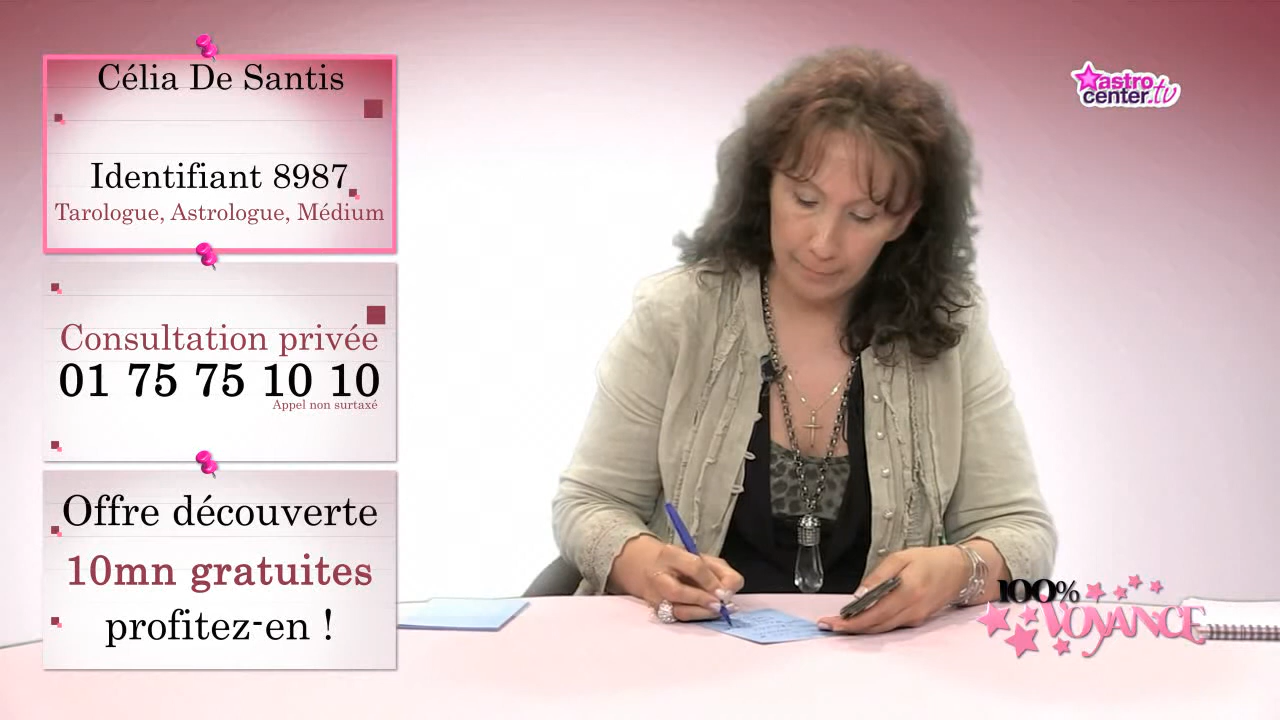 Célia De Santis
Identifiant 8987
Tarologue, Astrologue, Médium
Consultation privée
01 75 75 10 10
Appel non surtaxé
Offre découverte
10mn gratuites
profitez-en !
astro
center.tv
100%
VOYANCE